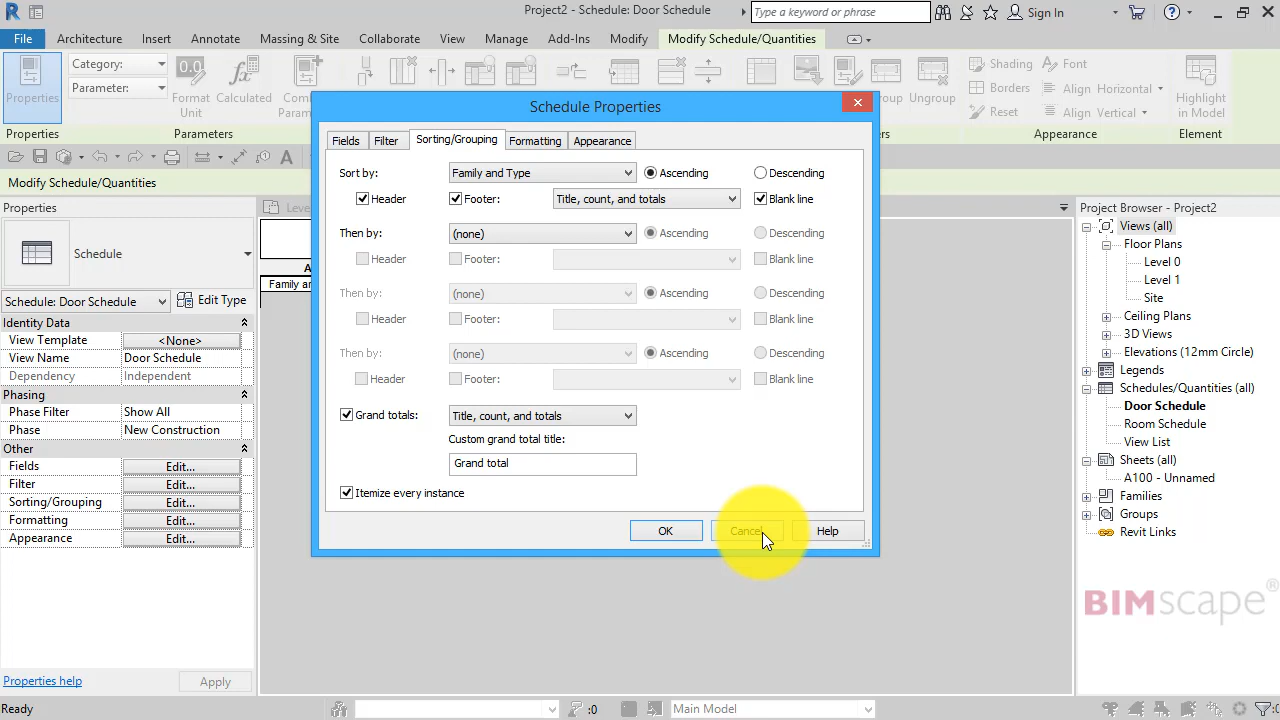 Project2 - Schedule: Door Schedule
Type a keyword or phrase
Sign In
File
Architecture
Insert
Annotate
Massing & Site
Collaborate
View
Manage
Add-Ins
Modify
Modify Schedule/Quantities
Properties
Category:
Parameter:
0.0
Format
Unit
Calculated
Ungroup
Shading
Borders
Reset
Font
Align Horizontal
Align Vertical
Highlight
in Model
Properties
Parameters
Appearance
Element
Modify Schedule/Quantities
Properties
Schedule
Schedule: Door Schedule
Edit Type
Identity Data
View Template
<None>
View Name
Door Schedule
Dependency
Independent
Phasing
Phase Filter
Show All
Phase
New Construction
Other
Fields
Edit...
Filter
Edit...
Sorting/Grouping
Edit...
Formatting
Edit...
Appearance
Edit...
Properties help
Apply
A
Family
Schedule Properties
Fields
Filter
Sorting/Grouping
Formatting
Appearance
Sort by:
Family and Type
Ascending
Descending
Header
Footer:
Title, count, and totals
Blank line
Then by:
(none)
Ascending
Descending
Header
Footer:
Blank line
Then by:
(none)
Ascending
Descending
Header
Footer:
Blank line
Then by:
(none)
Ascending
Descending
Header
Footer:
Blank line
Grand totals:
Title, count, and totals
Custom grand total title:
Grand total
Itemize every instance
OK
Cancel
Help
Project Browser - Project2
Views (all)
Floor Plans
Level 0
Level 1
Site
Ceiling Plans
3D Views
Elevations (12mm Circle)
Legends
Schedules/Quantities (all)
Door Schedule
Room Schedule
View List
Sheets (all)
A100 - Unnamed
Families
Groups
Revit Links
BIMscape®
Ready
:0
Main Model